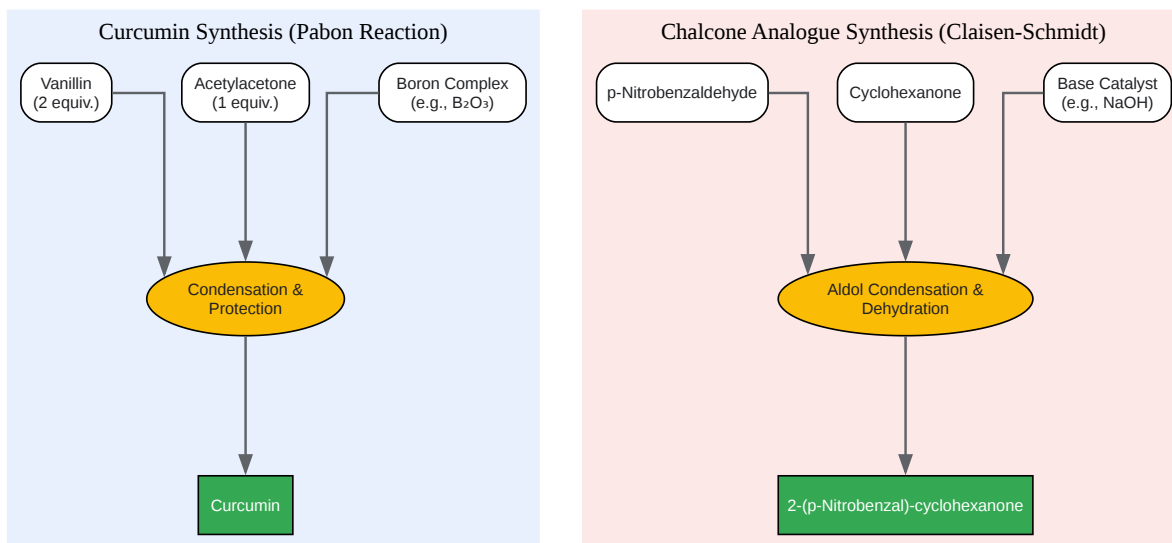 Curcumin Synthesis (Pabon Reaction)
Vanillin
(2 equiv.)
Acetylacetone
(1 equiv.)
Boron Complex
(e.g., B₂O₃)
Condensation &
Protection
Curcumin
Chalcone Analogue Synthesis (Claisen-Schmidt)
p-Nitrobenzaldehyde
Cyclohexanone
Base Catalyst
(e.g., NaOH)
Aldol Condensation &
Dehydration
2-(p-Nitrobenzal)-cyclohexanone